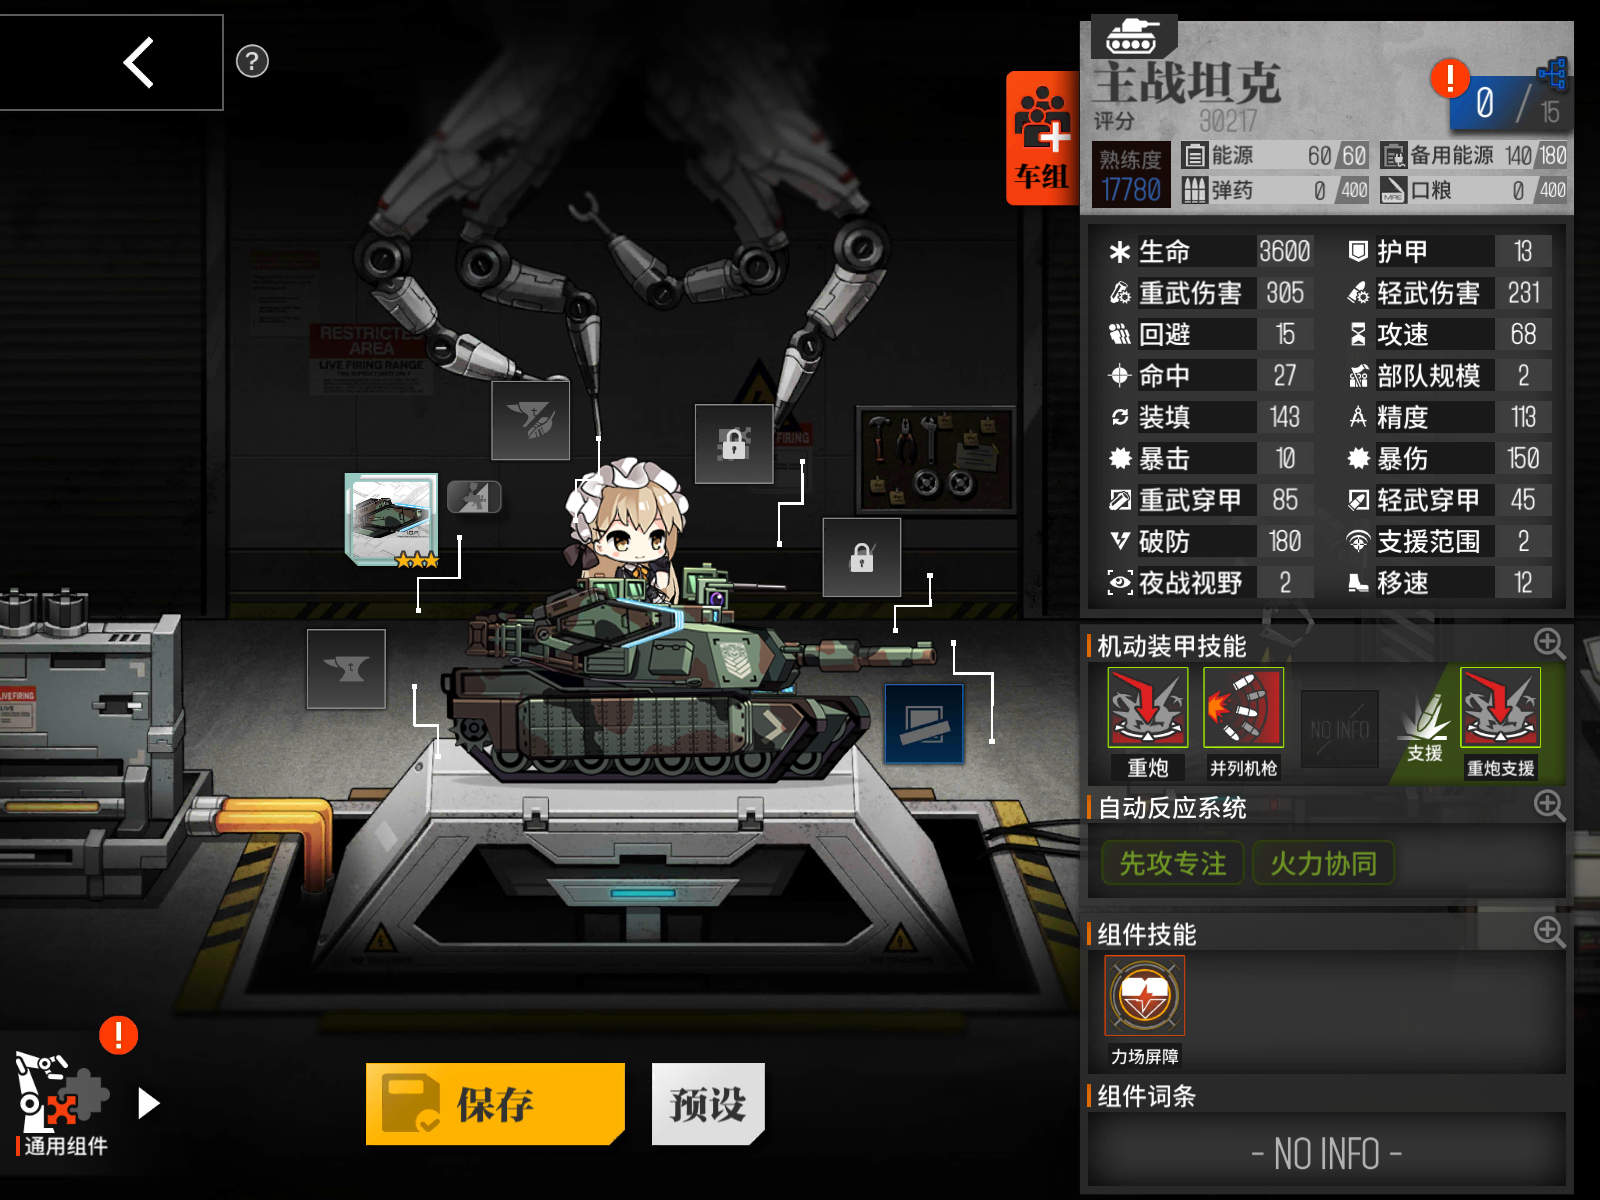 ?
主战坦克
评分 30217
!
0 / 15
车组
熟练度
17780
能源 60/60
备用能源 140/180
弹药 0/400
口粮 0/400
生命 3600
护甲 13
重武伤害 305
轻武伤害 231
回避 15
攻速 68
命中 27
部队规模 2
装填 143
精度 113
暴击 10
暴伤 150
重武穿甲 85
轻武穿甲 45
破防 180
支援范围 2
夜战视野 2
移速 12
RESTRICTED
AREA
LIVE FIRING RANGE
FIRING
LIVE FIRING
LIVE
机动装甲技能
重炮
并列机枪
NO INFO
支援
重炮支援
自动反应系统
先攻专注
火力协同
组件技能
力场屏障
组件词条
- NO INFO -
!
通用组件
保存
预设